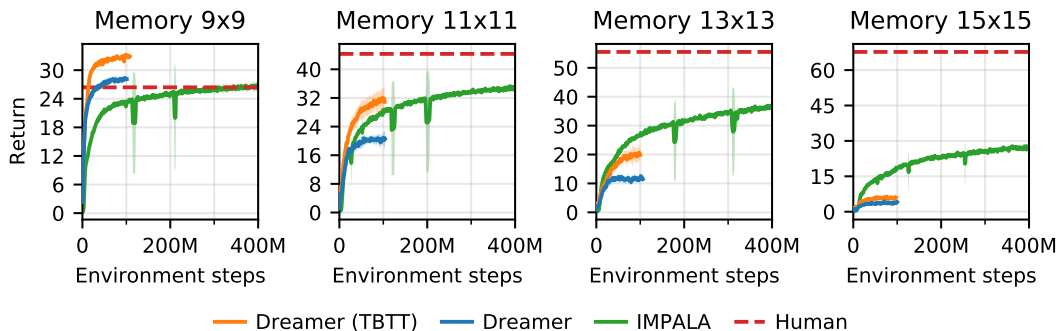 Memory 9x9 Memory 11x11 Memory 13x13 Memory 15x15
Return
30
24
18
12
6
0
0 200M 400M
Environment steps
40
32
24
16
8
0
0 200M 400M
Environment steps
50
40
30
20
10
0
0 200M 400M
Environment steps
60
45
30
15
0
0 200M 400M
Environment steps
Dreamer (TBTT) Dreamer IMPALA Human